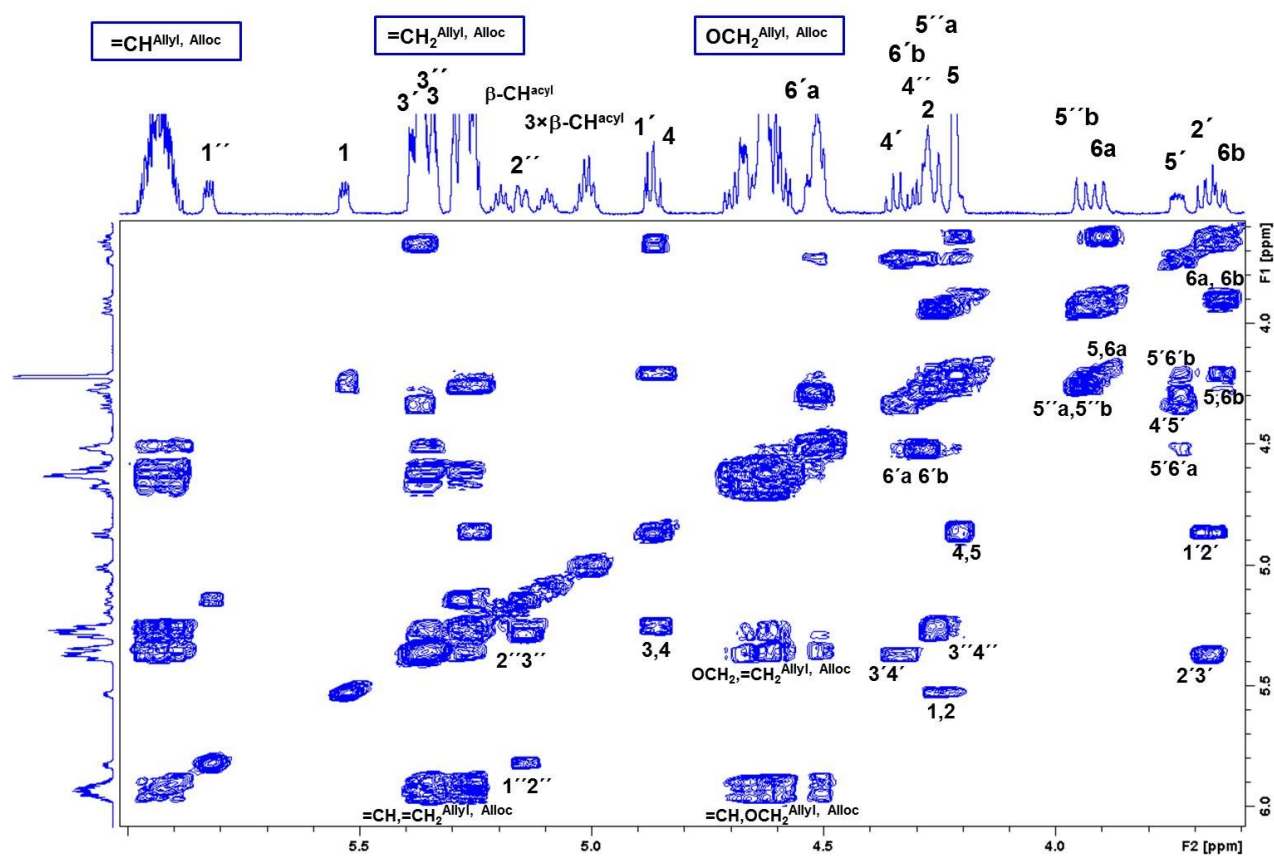 =CH^Allyl, Alloc
=CH₂^Allyl, Alloc
OCH₂^Allyl, Alloc
5´´a
6´b
5
3´´
4´´
6´a
3´
3
β-CH^acyl
2
5´´b
2´
3×β-CH^acyl
1´
4
4´
6a
1´´
1
2´´
5´
6b
F1 [ppm]
6a, 6b
4.0
5,6a
5´6´b
5´´a,5´´b
5,6b
4´5´
4.5
6´a 6´b
5´6´a
4,5
1´2´
5.0
2´´3´´
3,4
3´´4´´
OCH₂,=CH₂^Allyl, Alloc
3´4´
2´3´
5.5
1,2
1´´2´´
6.0
=CH,=CH₂^Allyl, Alloc
=CH,OCH₂^Allyl, Alloc
5.5
5.0
4.5
4.0
F2 [ppm]